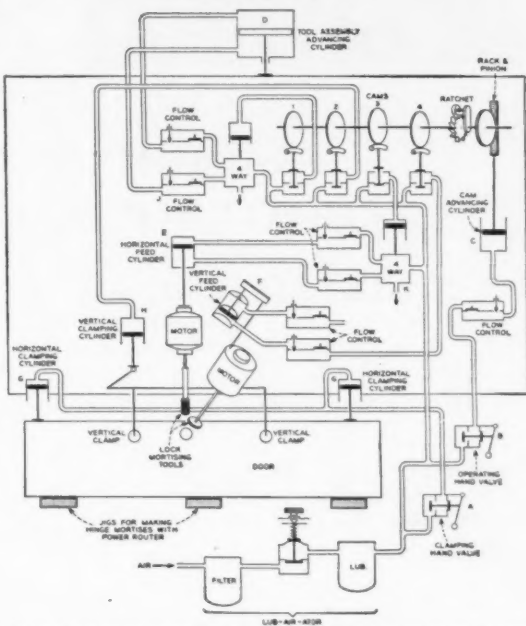 D
TOOL ASSEMBLY
ADVANCING
CYLINDER
RACK &
PINION
RATCHET
CAMS
1
2
3
4
FLOW
CONTROL
4
WAY
J
FLOW
CONTROL
E
HORIZONTAL
FEED
CYLINDER
VERTICAL FEED
CYLINDER
F
FLOW
CONTROL
4
WAY
K
CAM
ADVANCING
CYLINDER
C
FLOW
CONTROL
H
VERTICAL
CLAMPING
CYLINDER
MOTOR
MOTOR
FLOW
CONTROL
HORIZONTAL
CLAMPING
CYLINDER
G
HORIZONTAL
CLAMPING
CYLINDER
G
VERTICAL
CLAMP
LOCK
MORTISING
TOOLS
VERTICAL
CLAMP
DOOR
B
OPERATING
HAND VALVE
A
CLAMPING
HAND VALVE
JIGS FOR MAKING
HINGE MORTISES WITH
POWER ROUTER
AIR
FILTER
LUB.
LUB-AIR-ATOR